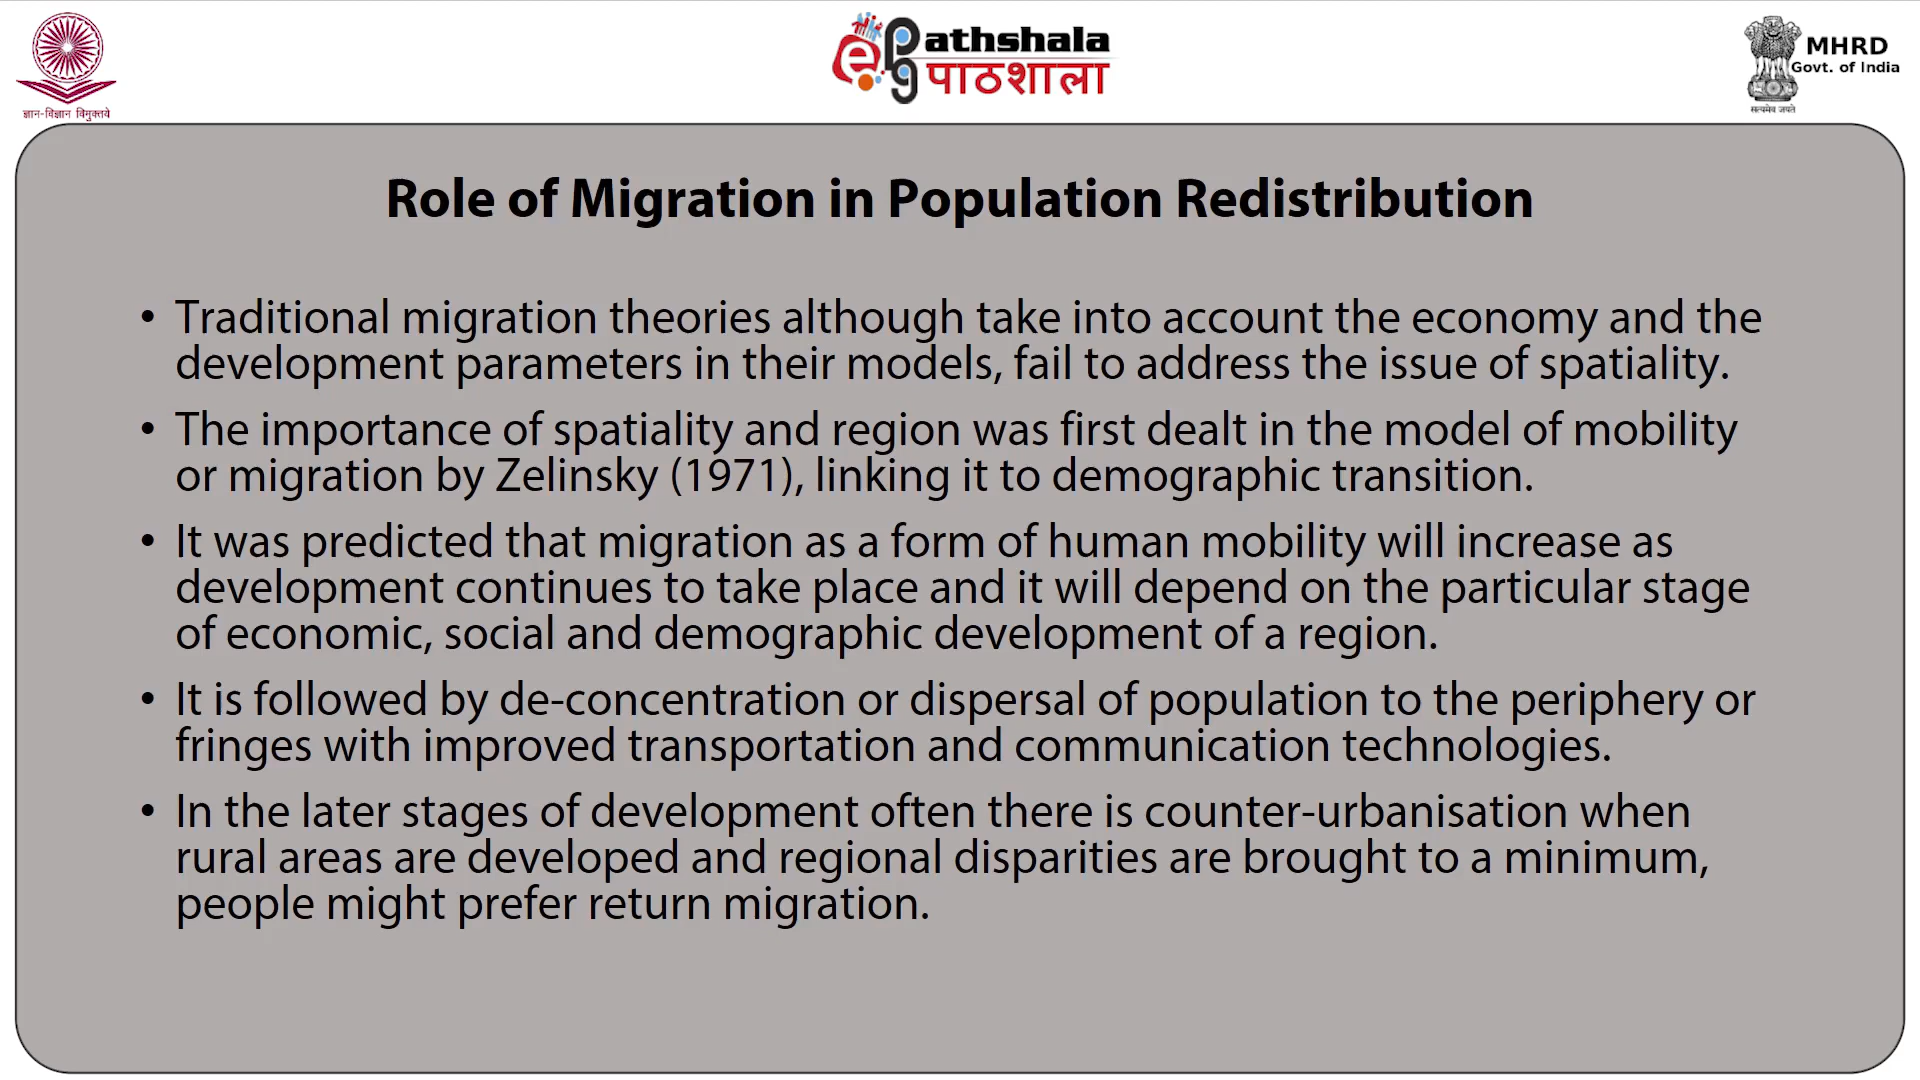 ज्ञान-विज्ञान विमुक्तये
ePathshala
पाठशाला
pg
MHRD
Govt. of India
सत्यमेव जयते
Role of Migration in Population Redistribution
• Traditional migration theories although take into account the economy and the
development parameters in their models, fail to address the issue of spatiality.
• The importance of spatiality and region was first dealt in the model of mobility
or migration by Zelinsky (1971), linking it to demographic transition.
• It was predicted that migration as a form of human mobility will increase as
development continues to take place and it will depend on the particular stage
of economic, social and demographic development of a region.
• It is followed by de-concentration or dispersal of population to the periphery or
fringes with improved transportation and communication technologies.
• In the later stages of development often there is counter-urbanisation when
rural areas are developed and regional disparities are brought to a minimum,
people might prefer return migration.